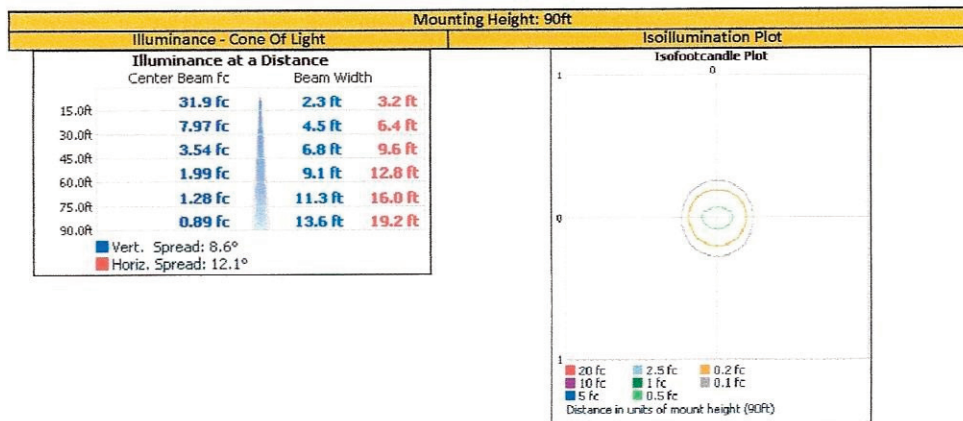 Mounting Height: 90ft
Illuminance - Cone Of Light
Isoillumination Plot
Illuminance at a Distance
Center Beam fc Beam Width
15.0ft 31.9 fc 2.3 ft 3.2 ft
30.0ft 7.97 fc 4.5 ft 6.4 ft
45.0ft 3.54 fc 6.8 ft 9.6 ft
60.0ft 1.99 fc 9.1 ft 12.8 ft
75.0ft 1.28 fc 11.3 ft 16.0 ft
90.0ft 0.89 fc 13.6 ft 19.2 ft
Vert. Spread: 8.6°
Horiz. Spread: 12.1°
Isofootcandle Plot
0
1
0
1
20 fc 2.5 fc 0.2 fc
10 fc 1 fc 0.1 fc
5 fc 0.5 fc
Distance in units of mount height (90ft)